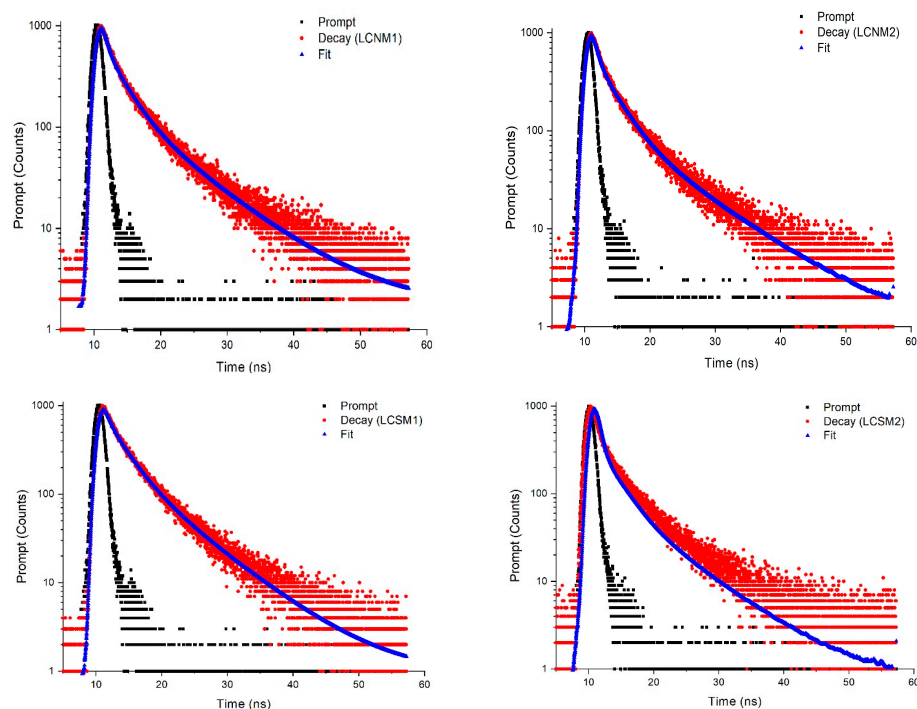 Prompt
Decay (LCNM1)
Fit
Prompt (Counts)
1000
100
10
1
10
20
30
40
50
60
Time (ns)
Prompt
Decay (LCNM2)
Fit
Prompt (Counts)
1000
100
10
1
10
20
30
40
50
60
Time (ns)
Prompt
Decay (LCSM1)
Fit
Prompt (Counts)
1000
100
10
1
10
20
30
40
50
60
Time (ns)
Prompt
Decay (LCSM2)
Fit
Prompt (Counts)
1000
100
10
1
10
20
30
40
50
60
Time (ns)